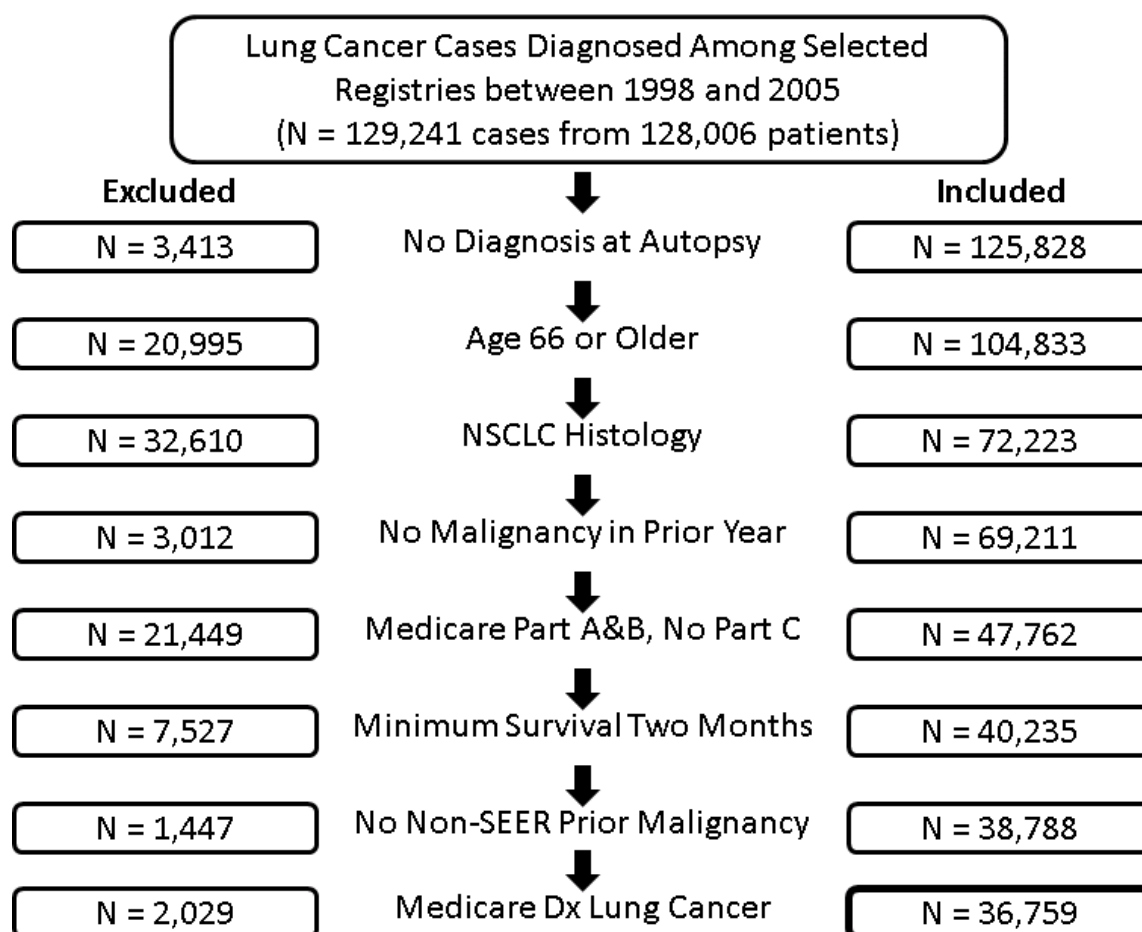 Lung Cancer Cases Diagnosed Among Selected
Registries between 1998 and 2005
(N = 129,241 cases from 128,006 patients)
Excluded
Included
N = 3,413
No Diagnosis at Autopsy
N = 125,828
N = 20,995
Age 66 or Older
N = 104,833
N = 32,610
NSCLC Histology
N = 72,223
N = 3,012
No Malignancy in Prior Year
N = 69,211
N = 21,449
Medicare Part A&B, No Part C
N = 47,762
N = 7,527
Minimum Survival Two Months
N = 40,235
N = 1,447
No Non-SEER Prior Malignancy
N = 38,788
N = 2,029
Medicare Dx Lung Cancer
N = 36,759